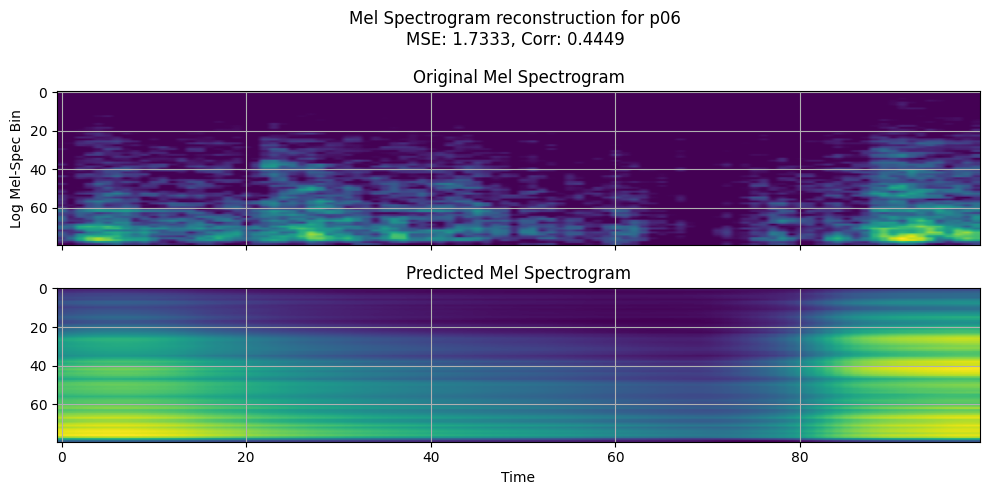 Mel Spectrogram reconstruction for p06
MSE: 1.7333, Corr: 0.4449
Original Mel Spectrogram
0
20
40
60
Log Mel-Spec Bin
Predicted Mel Spectrogram
0
20
40
60
0 20 40 60 80
Time